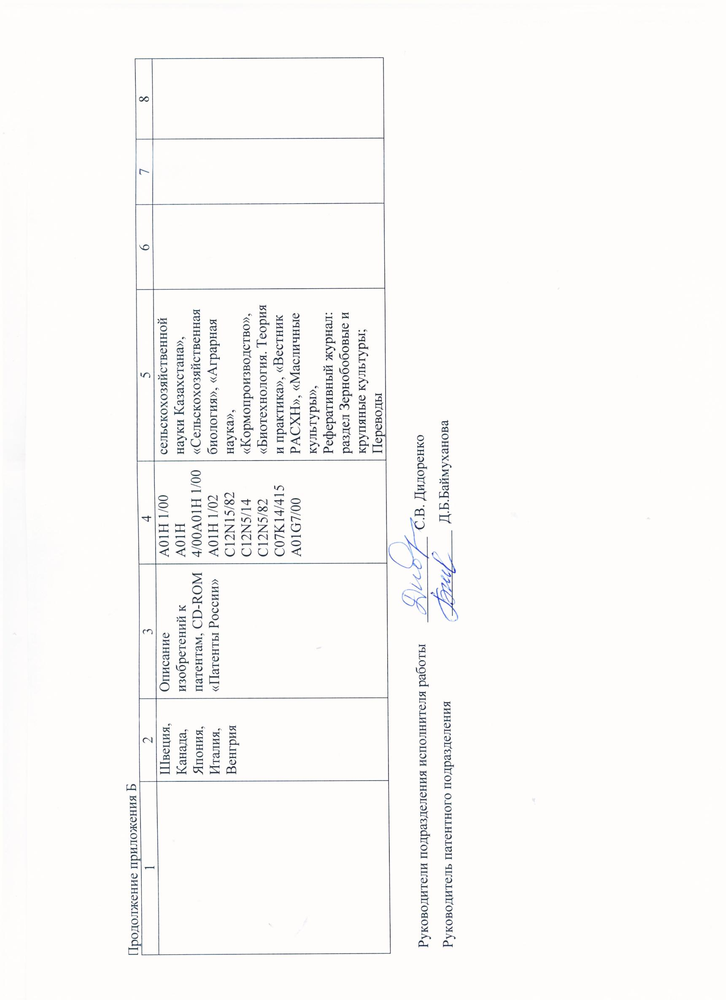 Продолжение приложения Б
1 2 3 4 5 6 7 8
Швеция,
Канада,
Япония,
Италия,
Венгрия
Описание
изобретений к
патентам, CD-ROM
«Патенты России»
A01H 1/00
A01H
4/00A01H 1/00
A01H 1/02
C12N15/82
C12N5/14
C12N5/82
C07K14/415
A01G7/00
сельскохозяйственной
науки Казахстана»,
«Сельскохозяйственная
биология», «Аграрная
наука»,
«Кормопроизводство»,
«Биотехнология. Теория
и практика», «Вестник
РАСХН», «Масличные
культуры»,
Реферативный журнал:
раздел Зернобобовые и
крупяные культуры;
Переводы
Руководители подразделения исполнителя работы С.В. Дидоренко
Руководитель патентного подразделения Д.Б.Баймуханова